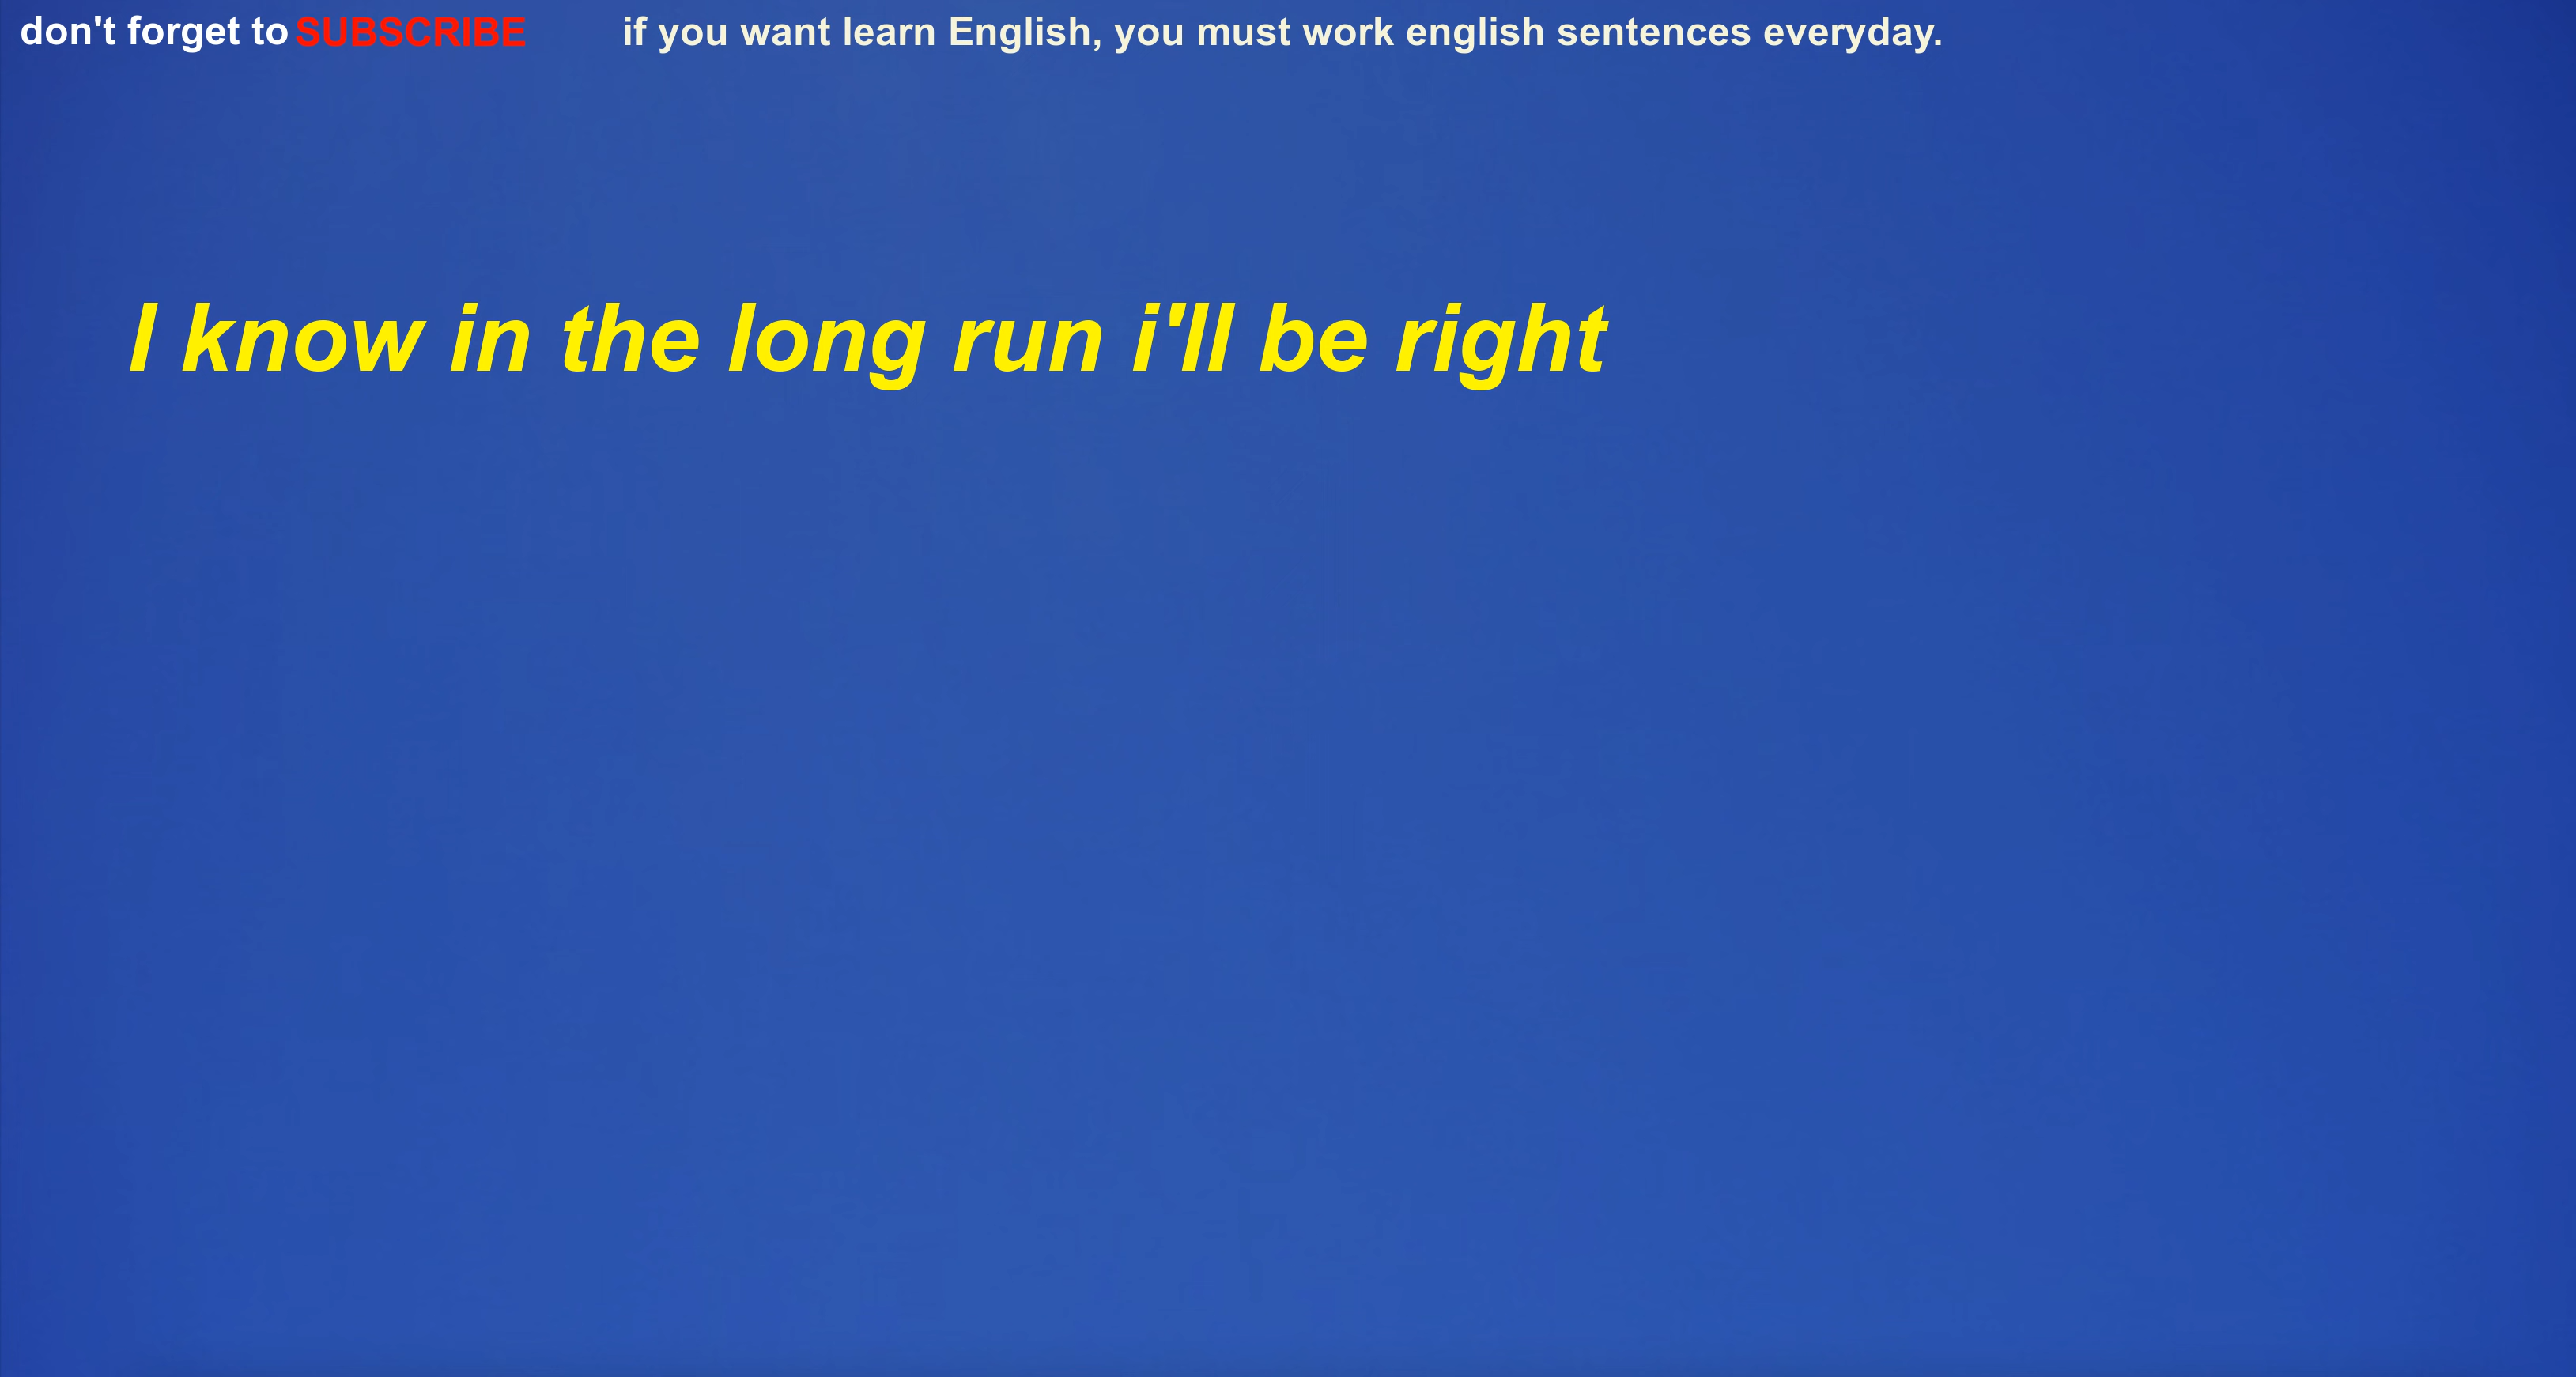 don't forget to SUBSCRIBE if you want learn English, you must work english sentences everyday.
I know in the long run i'll be right